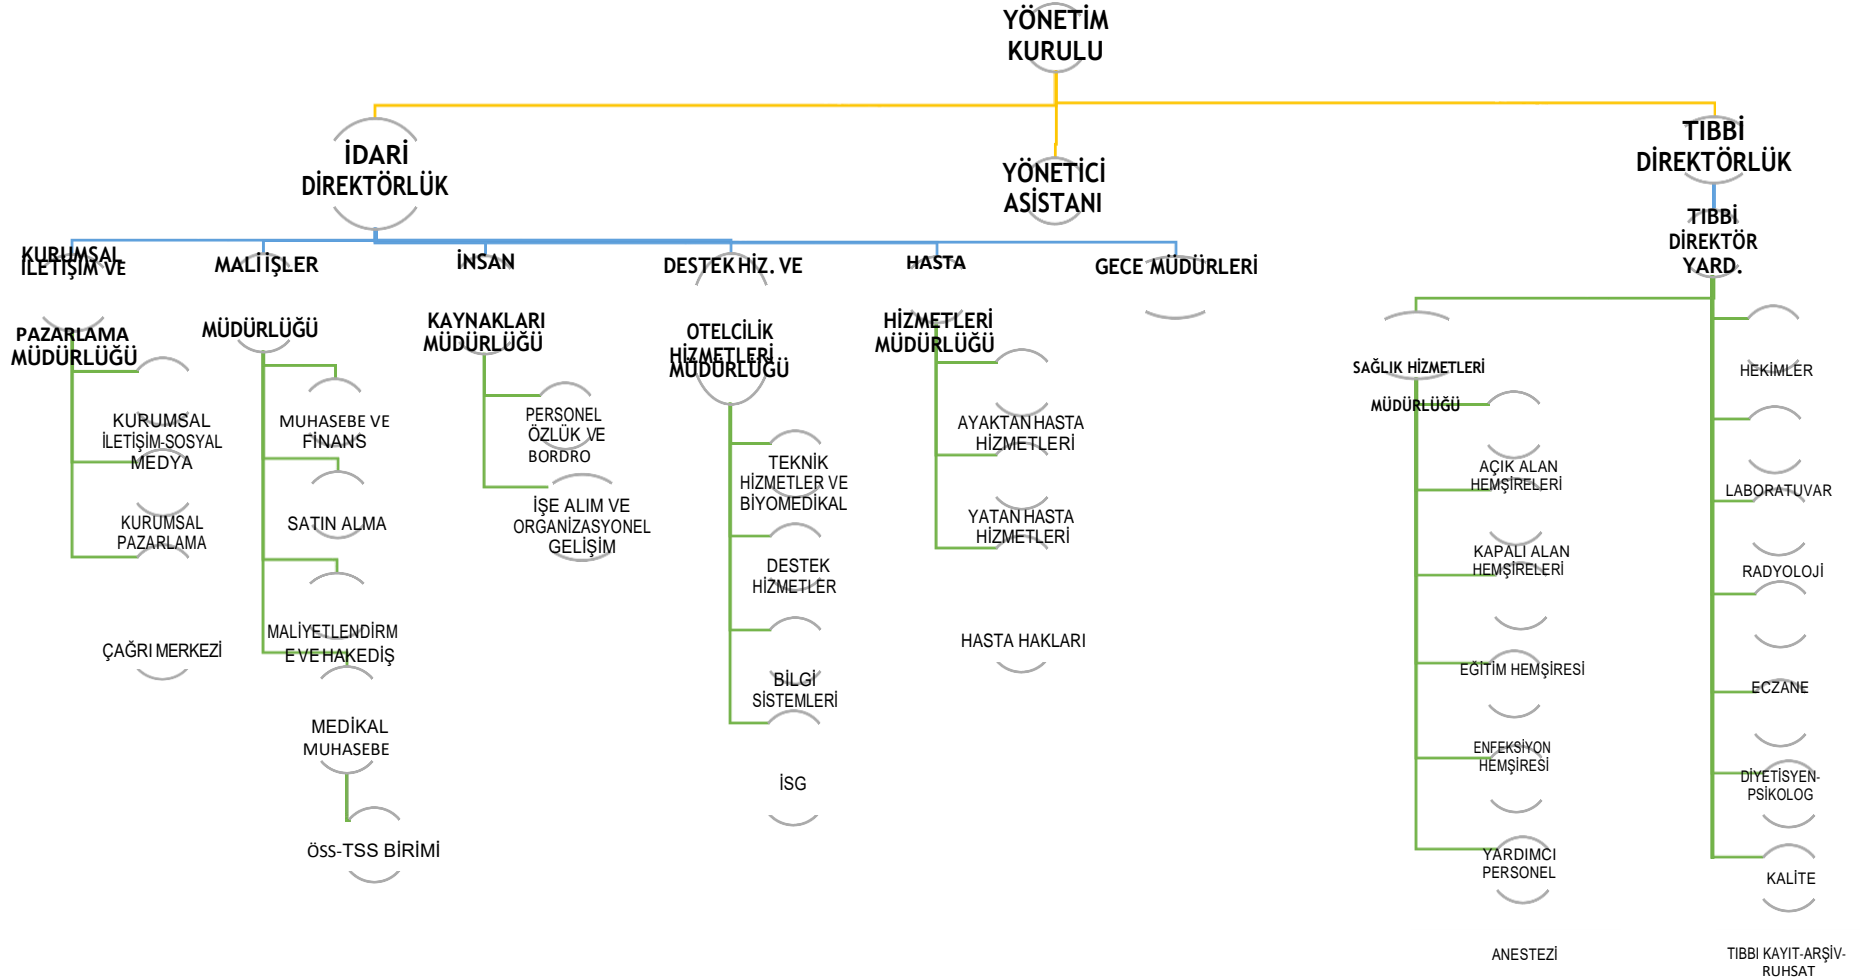 YÖNETİM
KURULU
İDARİ
DİREKTÖRLÜK
YÖNETİCİ
ASİSTANI
TIBBİ
DİREKTÖRLÜK
TIBBİ
DİREKTÖR
YARD.
KURUMSAL
İLETİŞİM VE
PAZARLAMA
MÜDÜRLÜĞÜ
KURUMSAL
İLETİŞİM-SOSYAL
MEDYA
KURUMSAL
PAZARLAMA
ÇAĞRI MERKEZİ
MALİ İŞLER
MÜDÜRLÜĞÜ
MUHASEBE VE
FİNANS
SATIN ALMA
MALİYETLENDİRM
E VE HAKEDİŞ
MEDİKAL
MUHASEBE
ÖSS-TSS BİRİMİ
İNSAN
KAYNAKLARI
MÜDÜRLÜĞÜ
PERSONEL
ÖZLÜK VE
BORDRO
İŞE ALIM VE
ORGANİZASYONEL
GELİŞİM
DESTEK HİZ. VE
OTELCİLİK
HİZMETLERİ
MÜDÜRLÜĞÜ
TEKNİK
HİZMETLER VE
BİYOMEDİKAL
DESTEK
HİZMETLER
BİLGİ
SİSTEMLERİ
İSG
HASTA
HİZMETLERİ
MÜDÜRLÜĞÜ
AYAKTAN HASTA
HİZMETLERİ
YATAN HASTA
HİZMETLERİ
HASTA HAKLARI
GECE MÜDÜRLERİ
SAĞLIK HİZMETLERİ
MÜDÜRLÜĞÜ
AÇIK ALAN
HEMŞİRELERİ
KAPALI ALAN
HEMŞİRELERİ
EĞİTİM HEMŞİRESİ
ENFEKSİYON
HEMŞİRESİ
YARDIMCI
PERSONEL
ANESTEZİ
HEKİMLER
LABORATUVAR
RADYOLOJİ
ECZANE
DİYETİSYEN-
PSİKOLOG
KALİTE
TIBBI KAYIT-ARŞİV-
RUHSAT